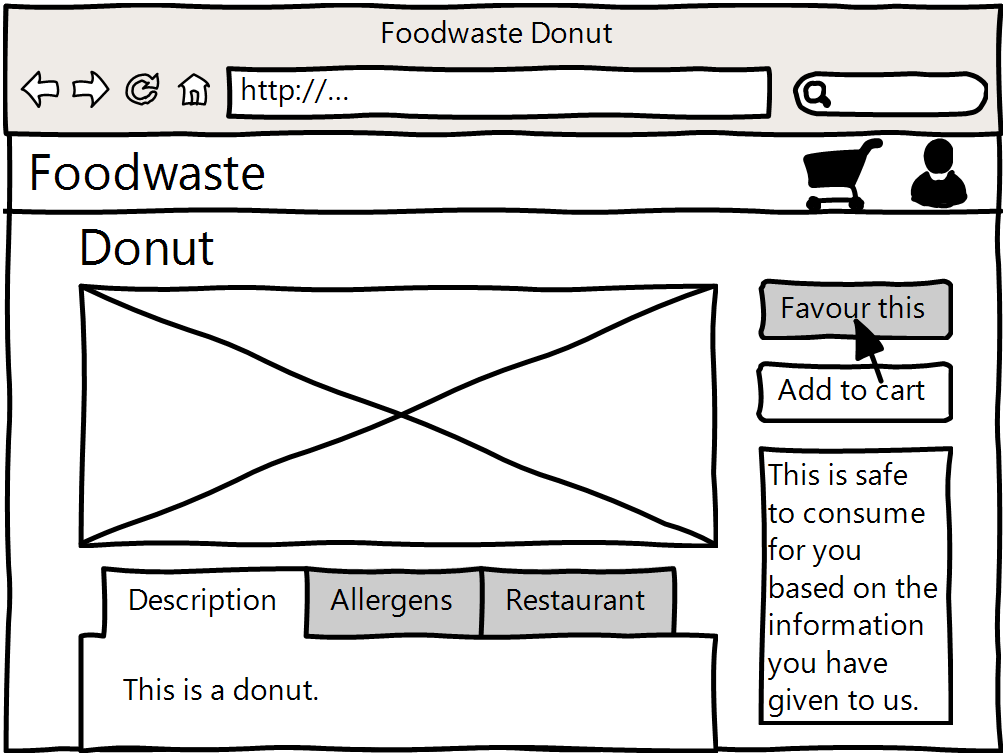 Foodwaste Donut
http://...
Foodwaste
Donut
Favour this
Add to cart
This is safe
to consume
for you
based on the
information
you have
given to us.
Description
Allergens
Restaurant
This is a donut.